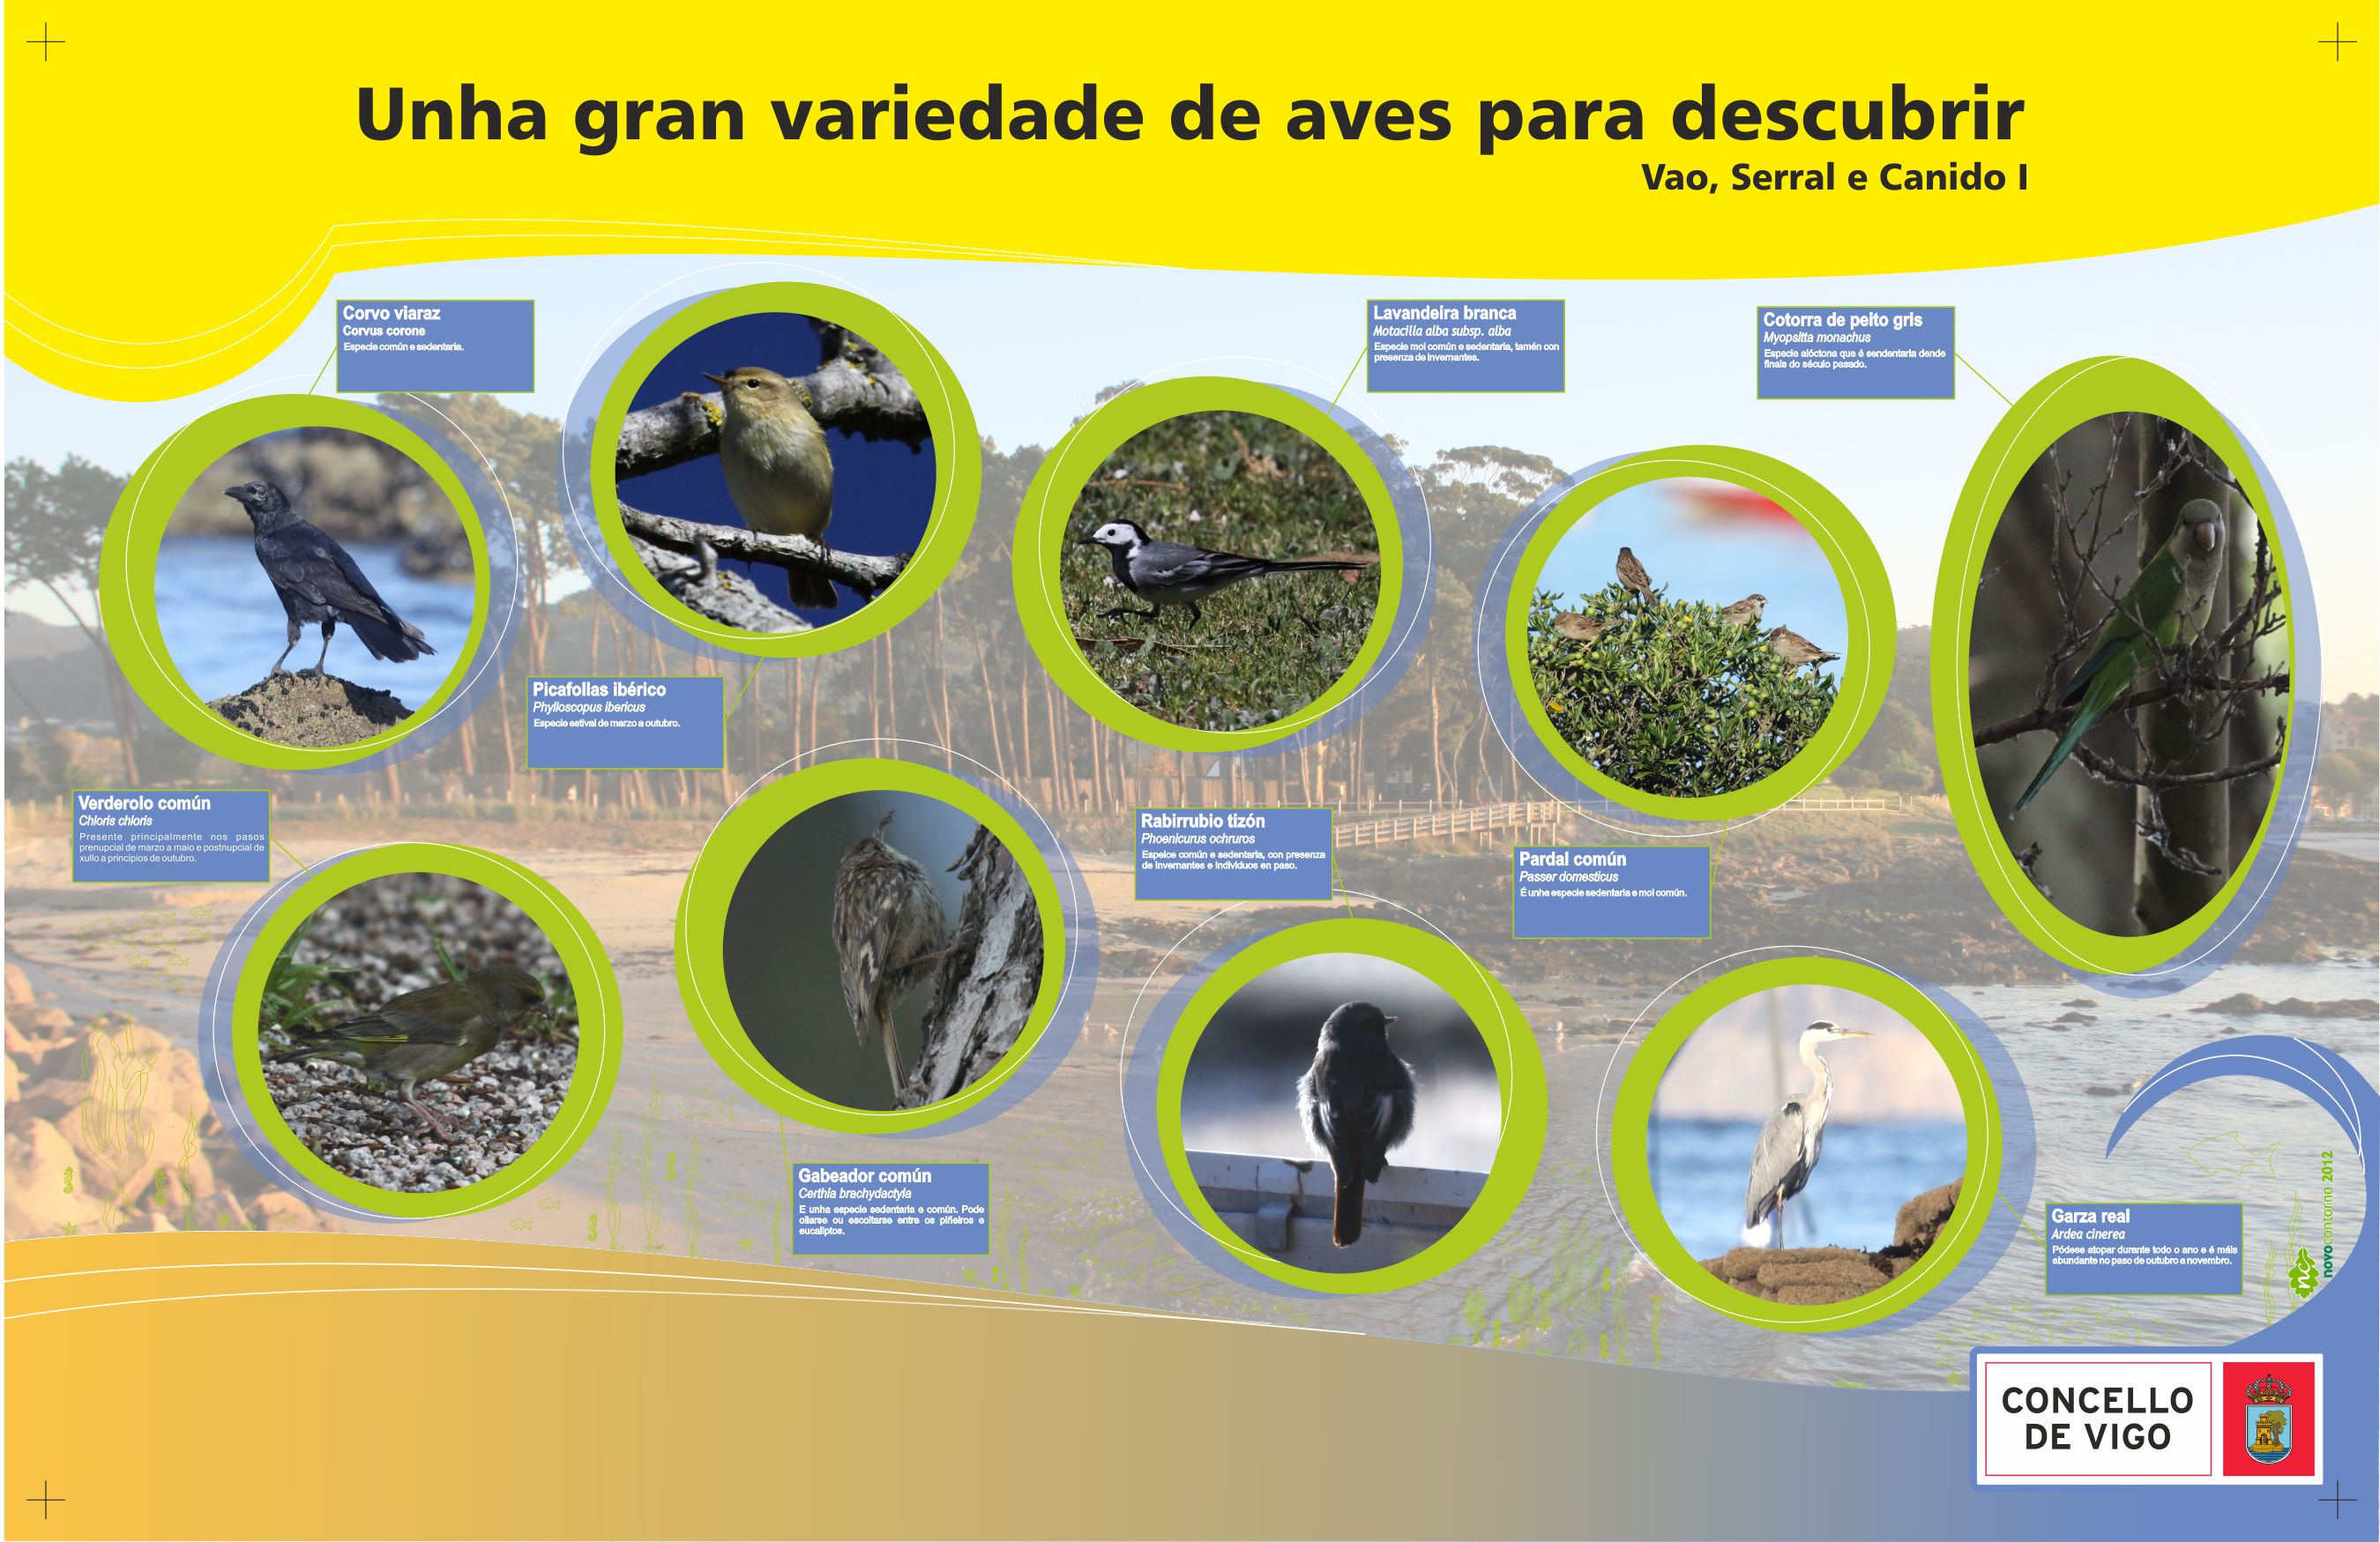 Unha gran variedade de aves para descubrir
Vao, Serral e Canido I
Corvo viaraz
Corvus corone
Especie común e sedentaria.
Picafollas ibérico
Phylloscopus ibericus
Especie estival de marzo a outubro.
Lavandeira branca
Motacilla alba subsp. alba
Especie moi común e sedentaria, tamén con
presenza de invernantes.
Cotorra de peito gris
Myopsitta monachus
Especie alóctona que é sendentaria dende
finais do século pasado.
Verderolo común
Chloris chloris
Presente principalmente nos pasos
prenupcial de marzo a maio e postnupcial de
xullo a principios de outubro.
Gabeador común
Certhia brachydactyla
E unha especie sedentaria e común. Pode
ollarse ou escoitarse entre os piñeiros e
eucaliptos.
Rabirrubio tizón
Phoenicurus ochruros
Espeice común e sedentaria, con presenza
de invernantes e individuos en paso.
Pardal común
Passer domesticus
É unha especie sedentaria e moi común.
Garza real
Ardea cinerea
Pódese atopar durante todo o ano e é máis
abundante no paso de outubro a novembro.
nc novocontorno 2012
CONCELLO
DE VIGO